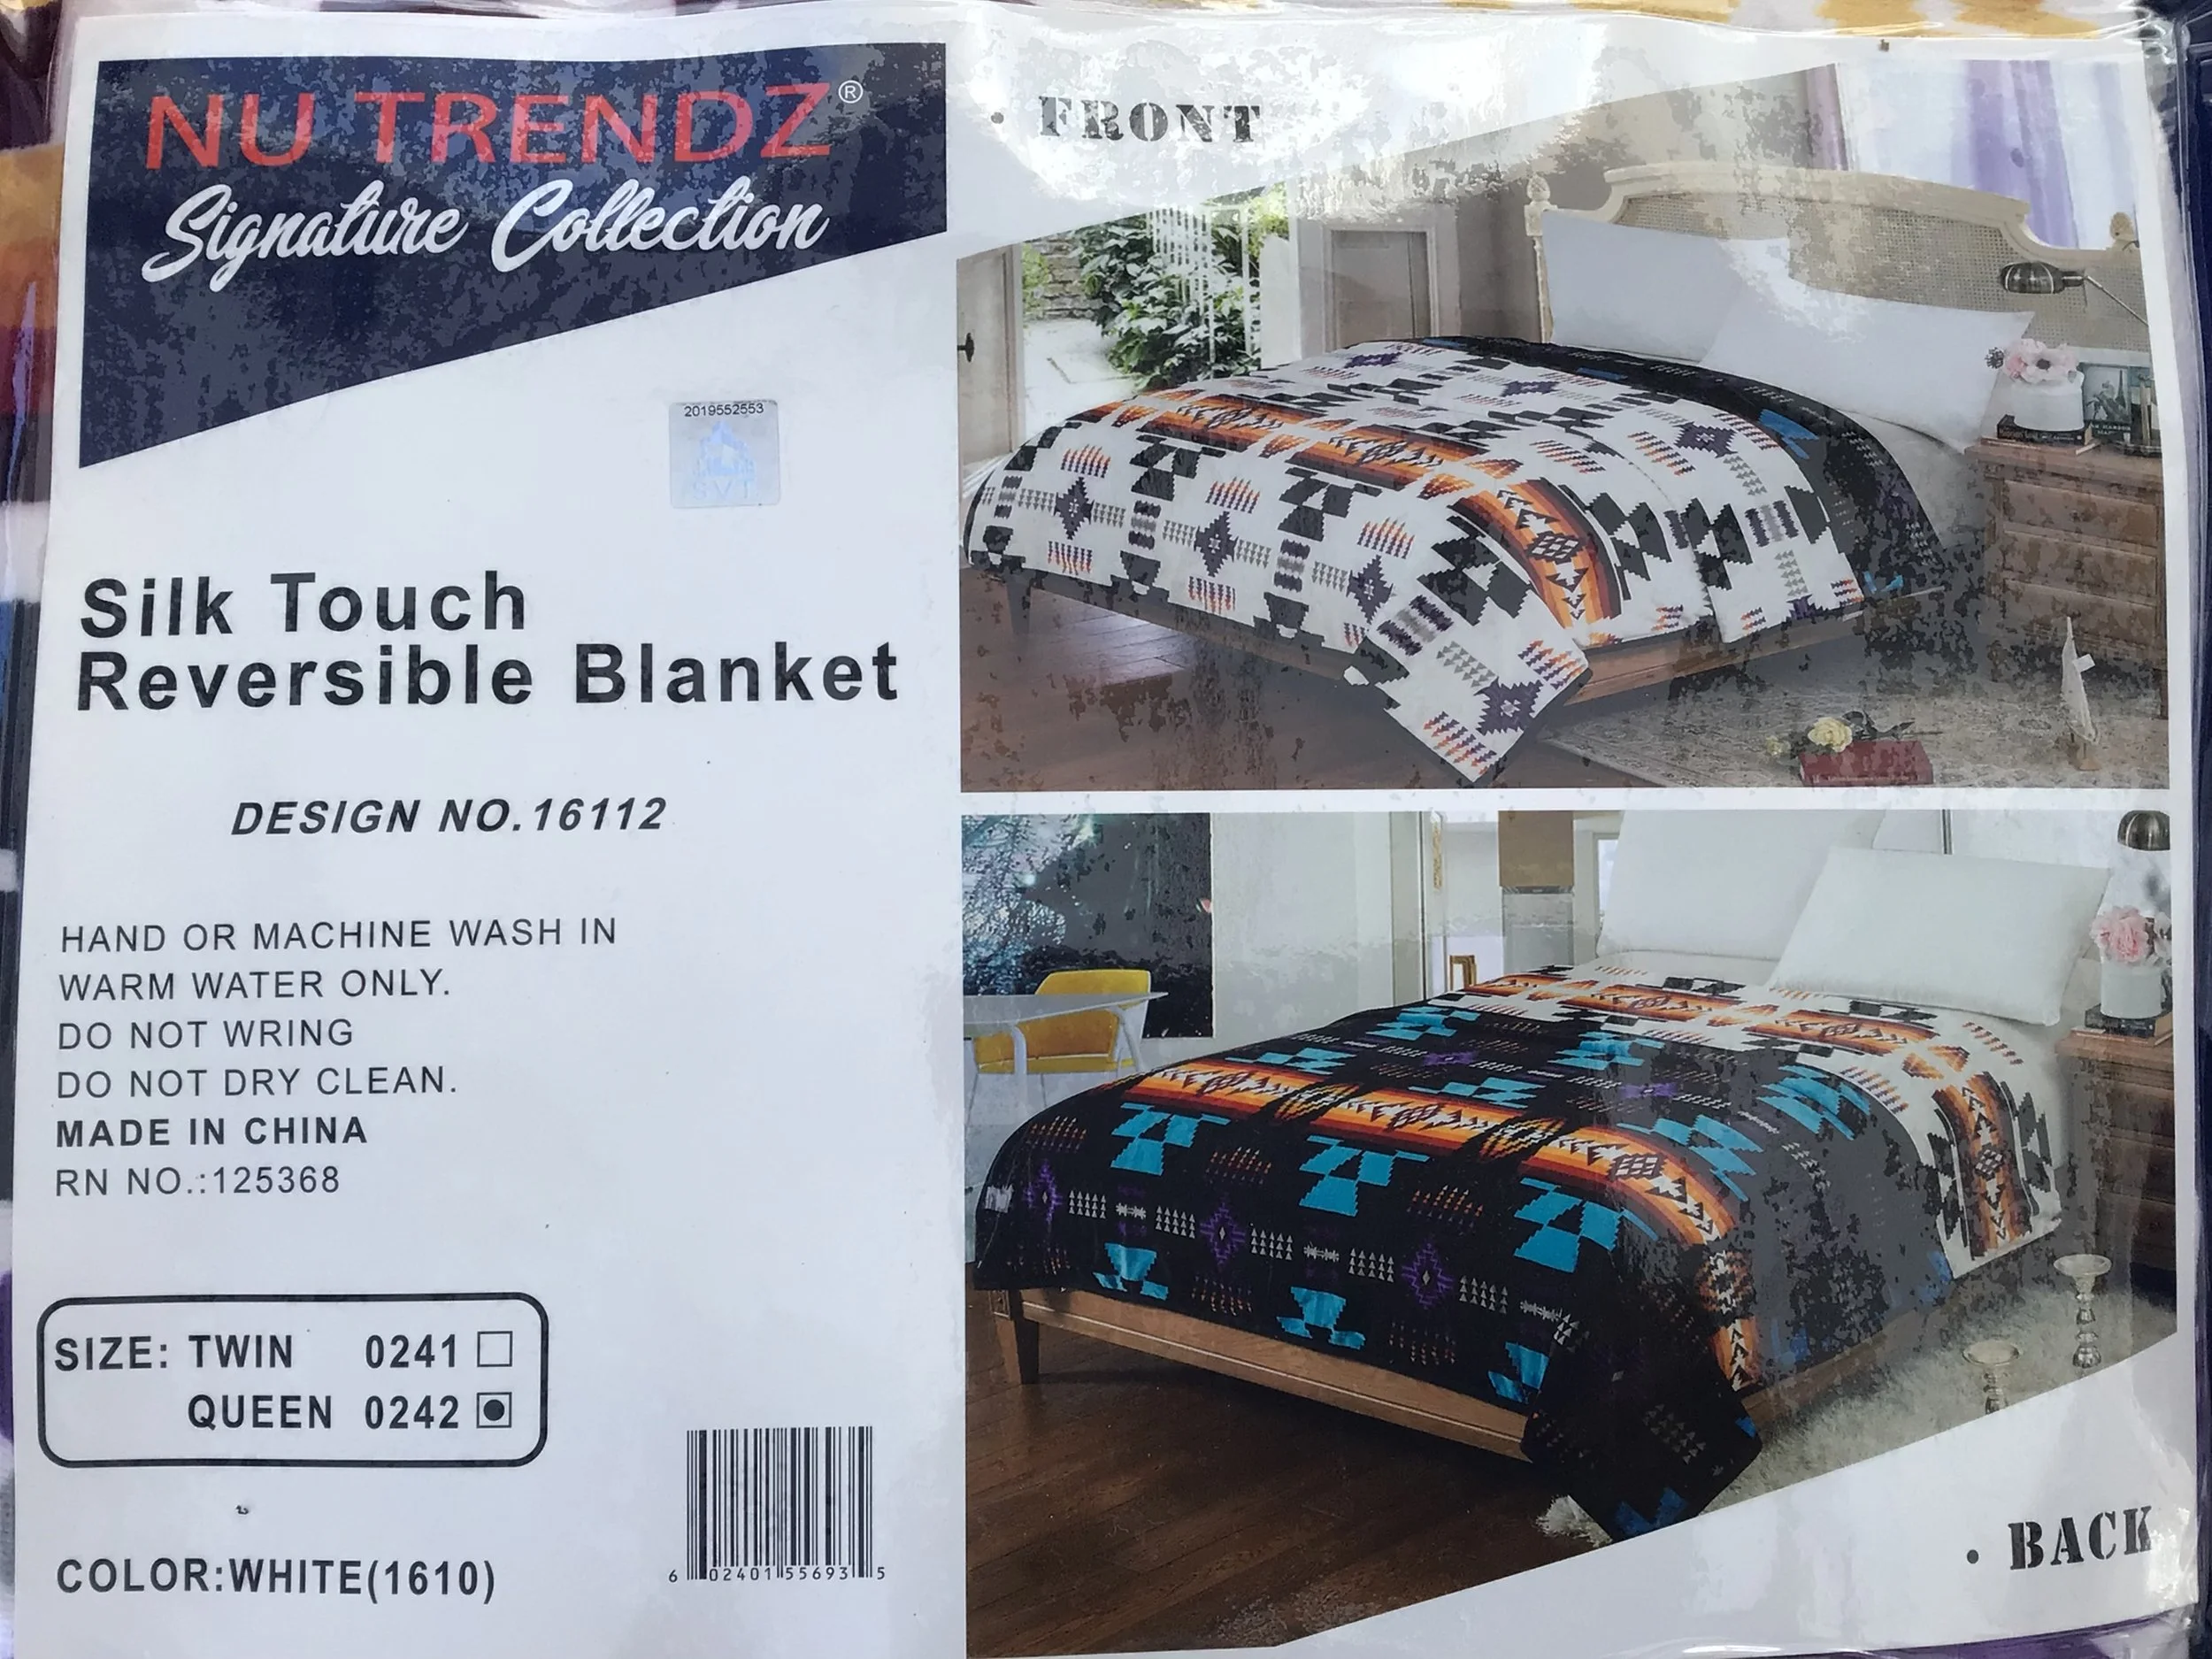 NU TRENDZ®
Signature Collection
2019552553
SVT
Silk Touch
Reversible Blanket
DESIGN NO.16112
HAND OR MACHINE WASH IN
WARM WATER ONLY.
DO NOT WRING
DO NOT DRY CLEAN.
MADE IN CHINA
RN NO.:125368
SIZE: TWIN 0241
QUEEN 0242
COLOR:WHITE(1610)
6 02401 55693 5
• FRONT
• BACK